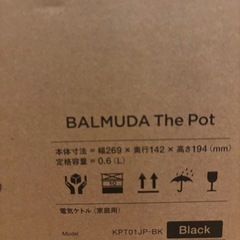 BALMUDA The Pot
本体寸法 = 幅269 × 奥行142 × 高さ194 (mm)
定格容量 = 0.6 (L)
電気ケトル (家庭用)
Model KPT01JP-BK Black